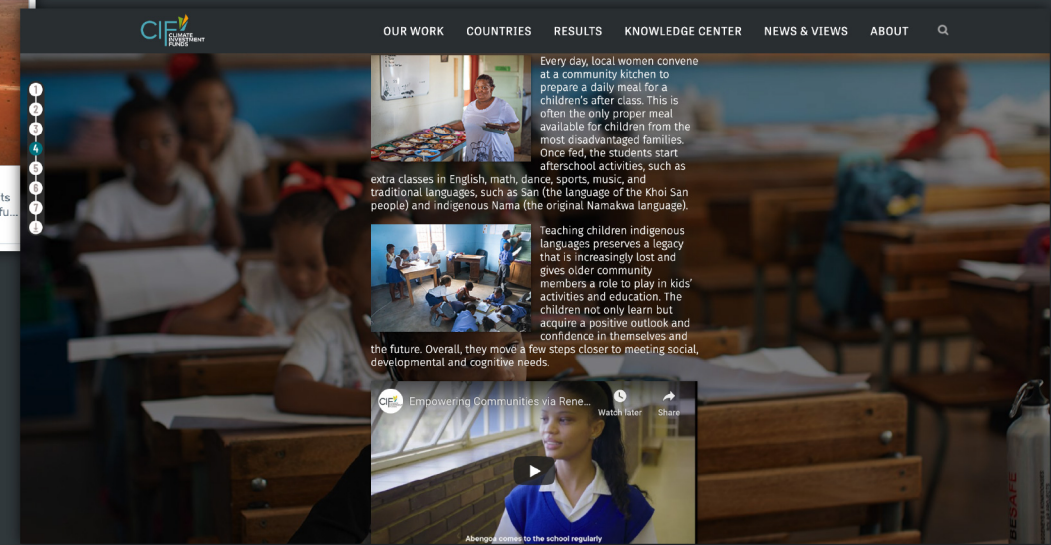 CIF
CLIMATE
INVESTMENT
FUNDS
OUR WORK COUNTRIES RESULTS KNOWLEDGE CENTER NEWS & VIEWS ABOUT
1
2
3
4
5
6
7
ts
fu...
Every day, local women convene
at a community kitchen to
prepare a daily meal for a
children's after class. This is
often the only proper meal
available for children from the
most disadvantaged families.
Once fed, the students start
afterschool activities, such as
extra classes in English, math, dance, sports, music, and
traditional languages, such as San (the language of the Khoi San
people) and indigenous Nama (the original Namakwa language).
Teaching children indigenous
languages preserves a legacy
that is increasingly lost and
gives older community
members a role to play in kids'
activities and education. The
children not only learn but
acquire a positive outlook and
confidence in themselves and
the future. Overall, they move a few steps closer to meeting social,
developmental and cognitive needs.
CIF
Empowering Communities via Rene...
Watch later Share
Abengoa comes to the school regularly
BESAFE